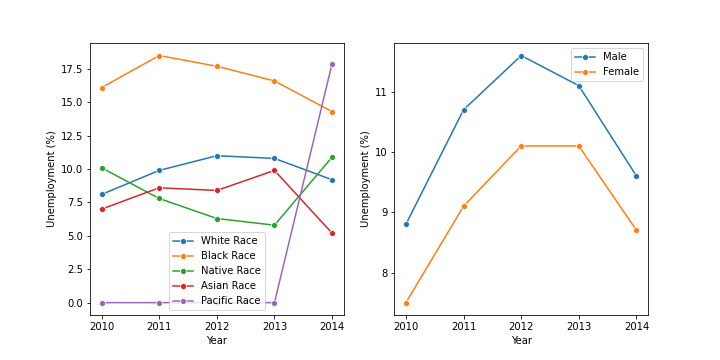 17.5
15.0
12.5
10.0
7.5
5.0
2.5
0.0
Unemployment (%)
2010 2011 2012 2013 2014
Year
White Race
Black Race
Native Race
Asian Race
Pacific Race
11
10
9
8
Unemployment (%)
2010 2011 2012 2013 2014
Year
Male
Female